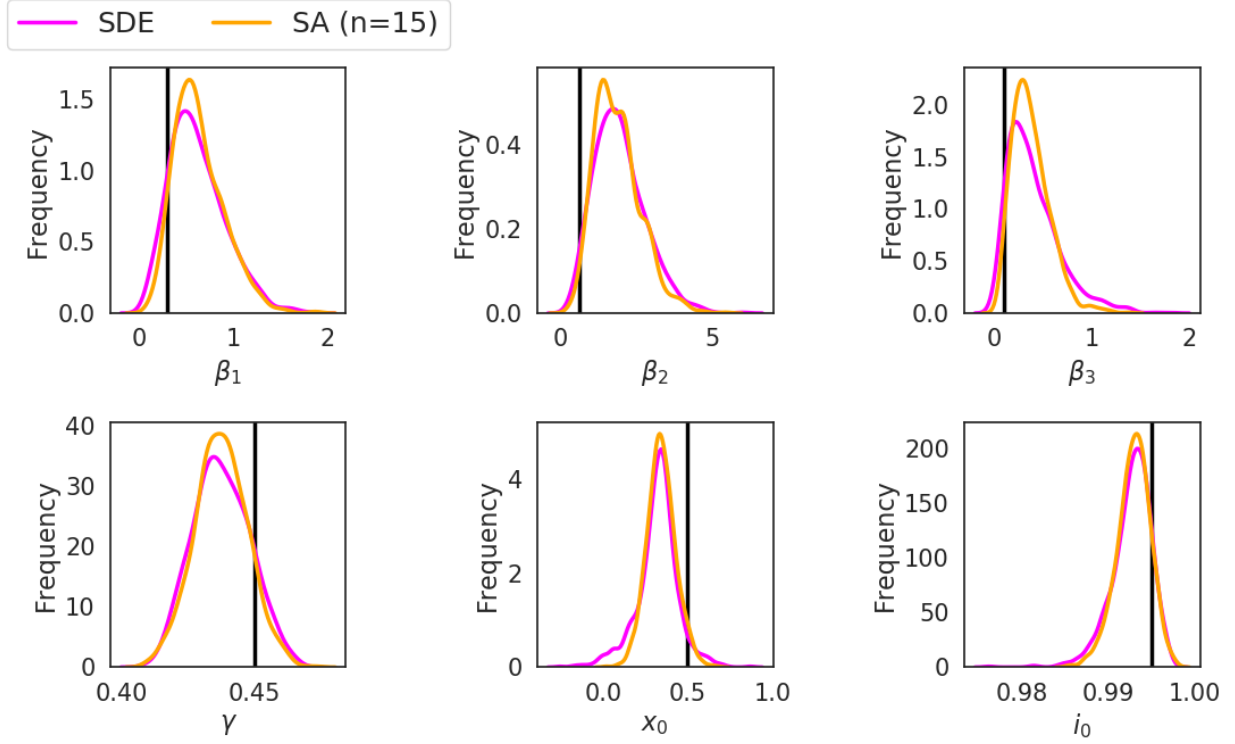 SDE SA (n=15)
Frequency
1.5
1.0
0.5
0.0
0 1 2
β₁
Frequency
0.4
0.2
0.0
0 5
β₂
Frequency
2.0
1.5
1.0
0.5
0.0
0 1 2
β₃
Frequency
40
30
20
10
0
0.40 0.45
γ
Frequency
4
2
0
0.0 0.5 1.0
x₀
Frequency
200
150
100
50
0
0.98 0.99 1.00
i₀